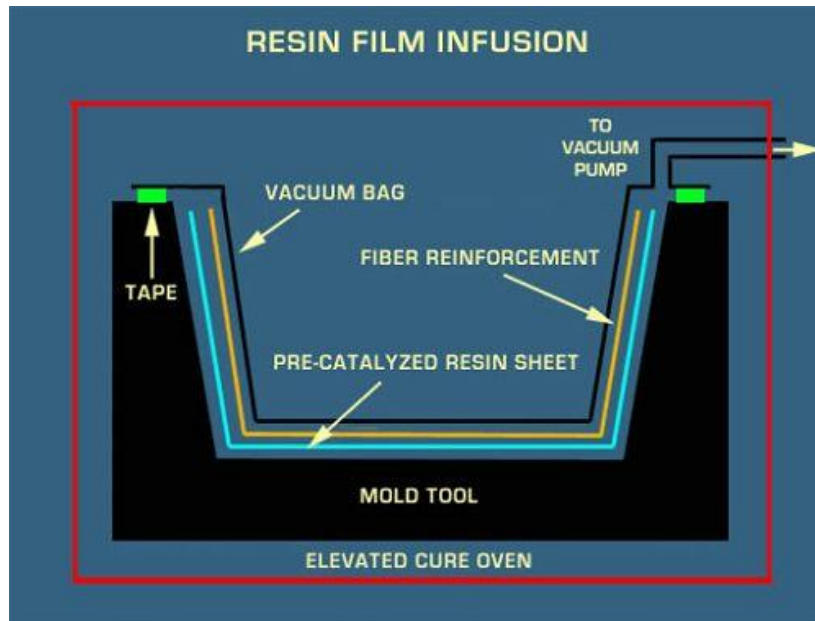 RESIN FILM INFUSION
TO
VACUUM
PUMP
VACUUM BAG
FIBER REINFORCEMENT
TAPE
PRE-CATALYZED RESIN SHEET
MOLD TOOL
ELEVATED CURE OVEN